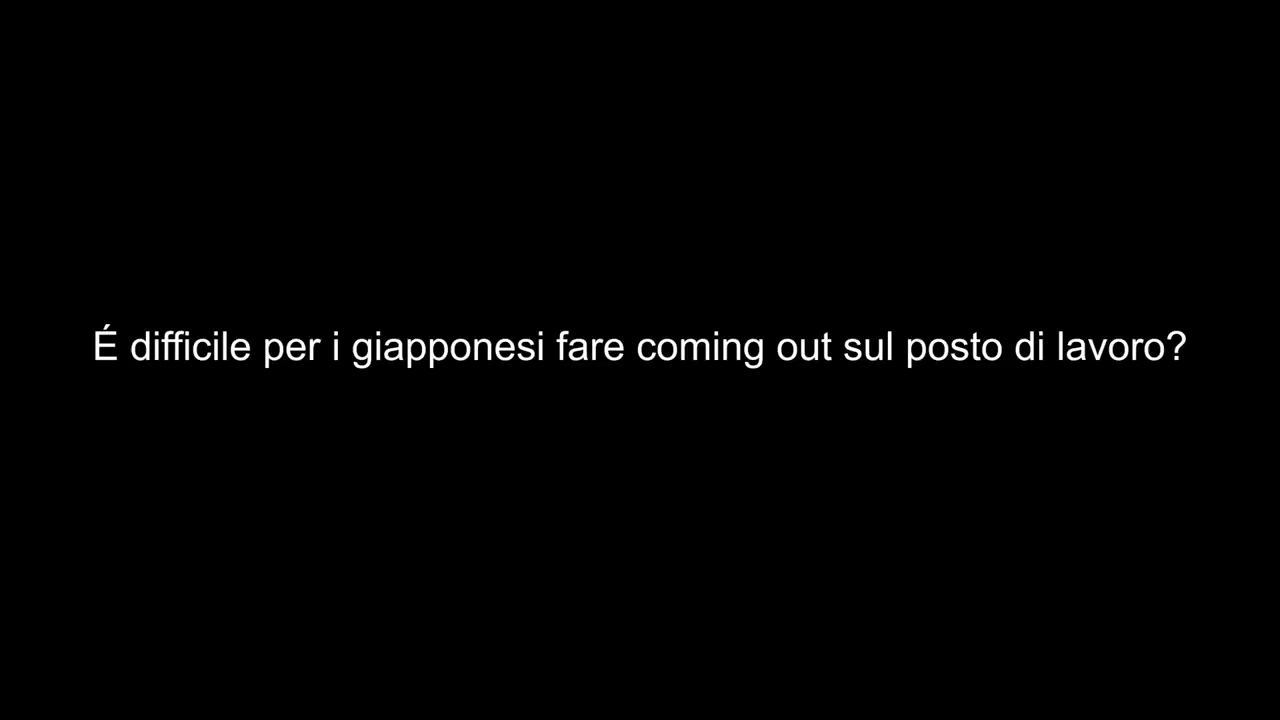 É difficile per i giapponesi fare coming out sul posto di lavoro?